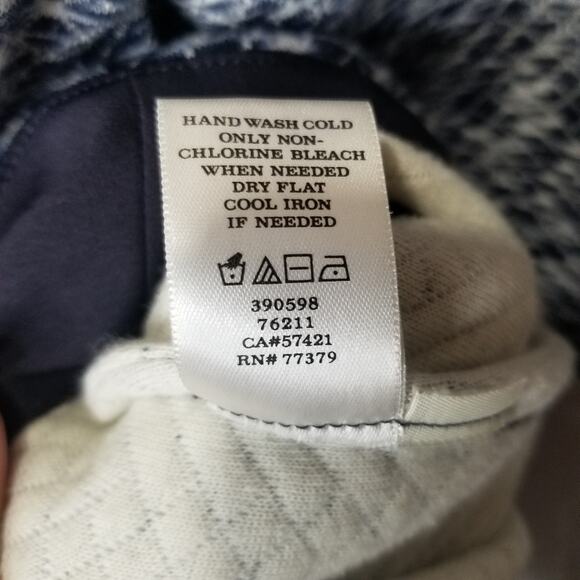 HAND WASH COLD
ONLY NON-
CHLORINE BLEACH
WHEN NEEDED
DRY FLAT
COOL IRON
IF NEEDED
390598
76211
CA#57421
RN# 77379